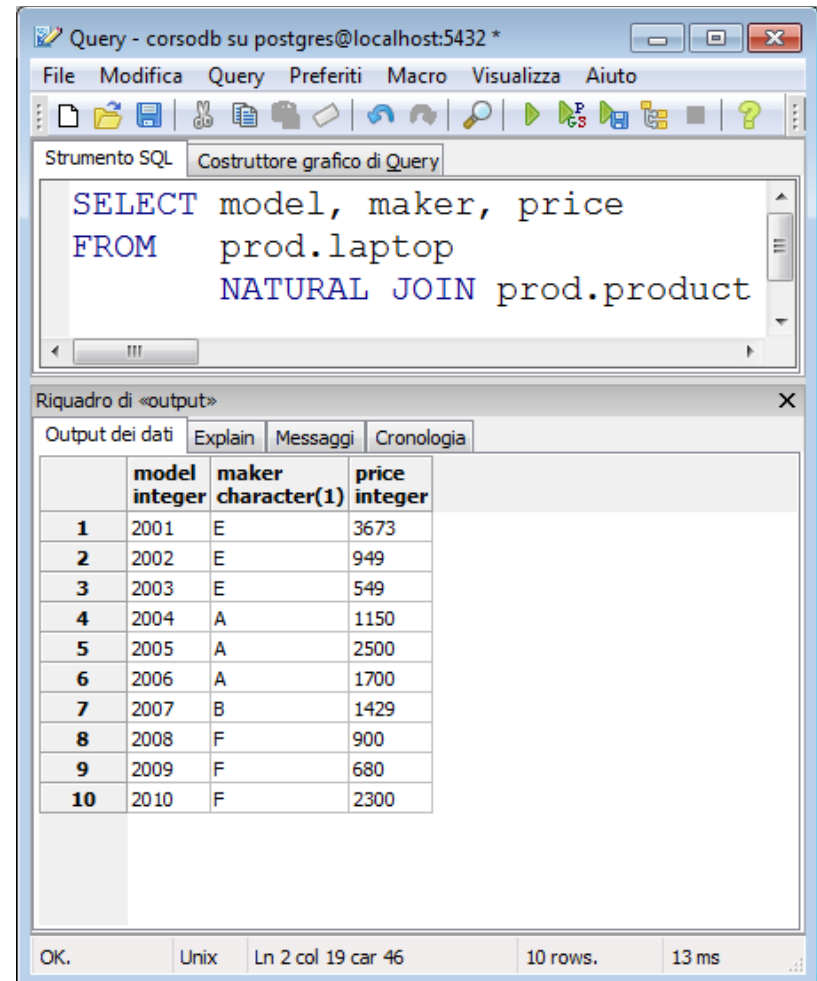 Query - corsodb su postgres@localhost:5432 *
File Modifica Query Preferiti Macro Visualizza Aiuto
Strumento SQL Costruttore grafico di Query
SELECT model, maker, price
FROM prod.laptop
NATURAL JOIN prod.product
Riquadro di «output»
Output dei dati Explain Messaggi Cronologia
model maker price
integer character(1) integer
1 2001 E 3673
2 2002 E 949
3 2003 E 549
4 2004 A 1150
5 2005 A 2500
6 2006 A 1700
7 2007 B 1429
8 2008 F 900
9 2009 F 680
10 2010 F 2300
OK. Unix Ln 2 col 19 car 46 10 rows. 13 ms